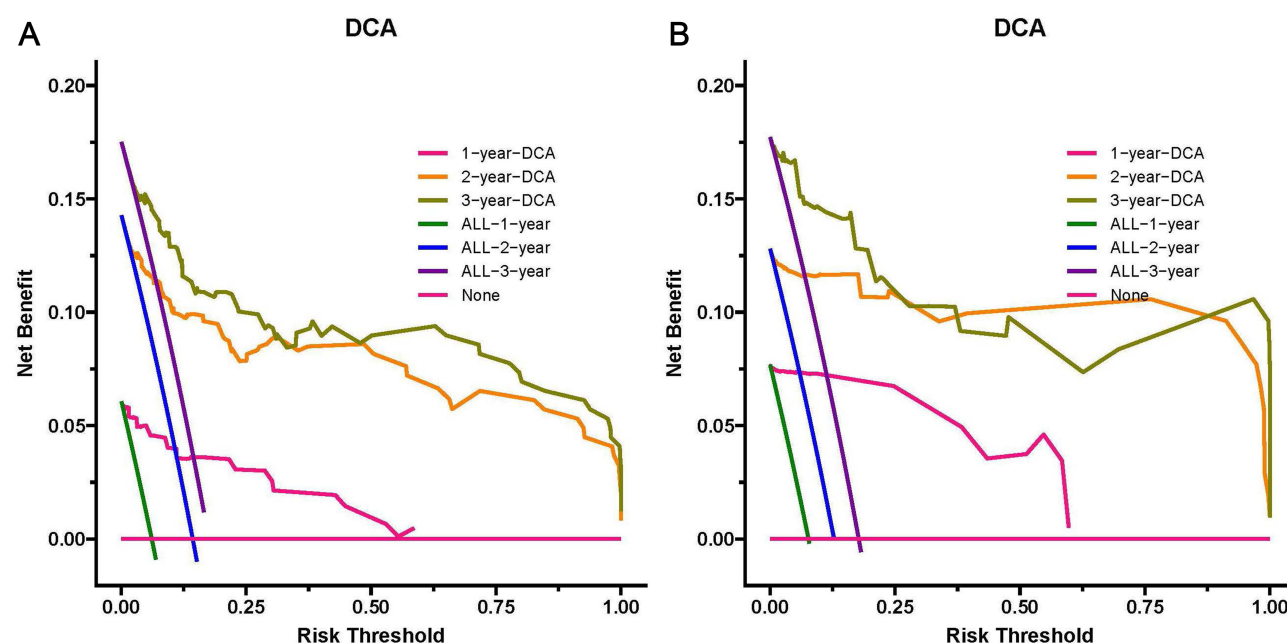 A
DCA
0.20
0.15
0.10
0.05
0.00
Net Benefit
1−year−DCA
2−year−DCA
3−year−DCA
ALL−1−year
ALL−2−year
ALL−3−year
None
0.00 0.25 0.50 0.75 1.00
Risk Threshold
B
DCA
0.20
0.15
0.10
0.05
0.00
Net Benefit
1−year−DCA
2−year−DCA
3−year−DCA
ALL−1−year
ALL−2−year
ALL−3−year
None
0.00 0.25 0.50 0.75 1.00
Risk Threshold